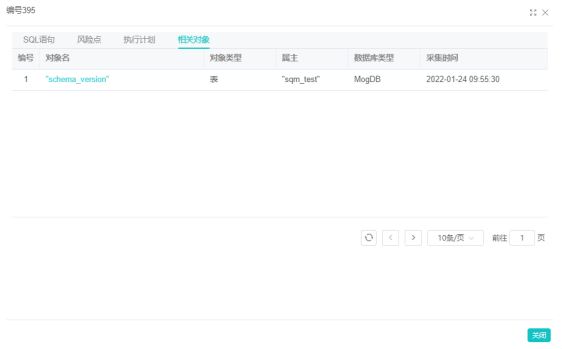 编号395
SQL语句 风险点 执行计划 相关对象
编号 对象名 对象类型 属主 数据库类型 采集时间
1 "schema_version" 表 "sqm_test" MogDB 2022-01-24 09:55:30
10条/页 前往 1 页
关闭